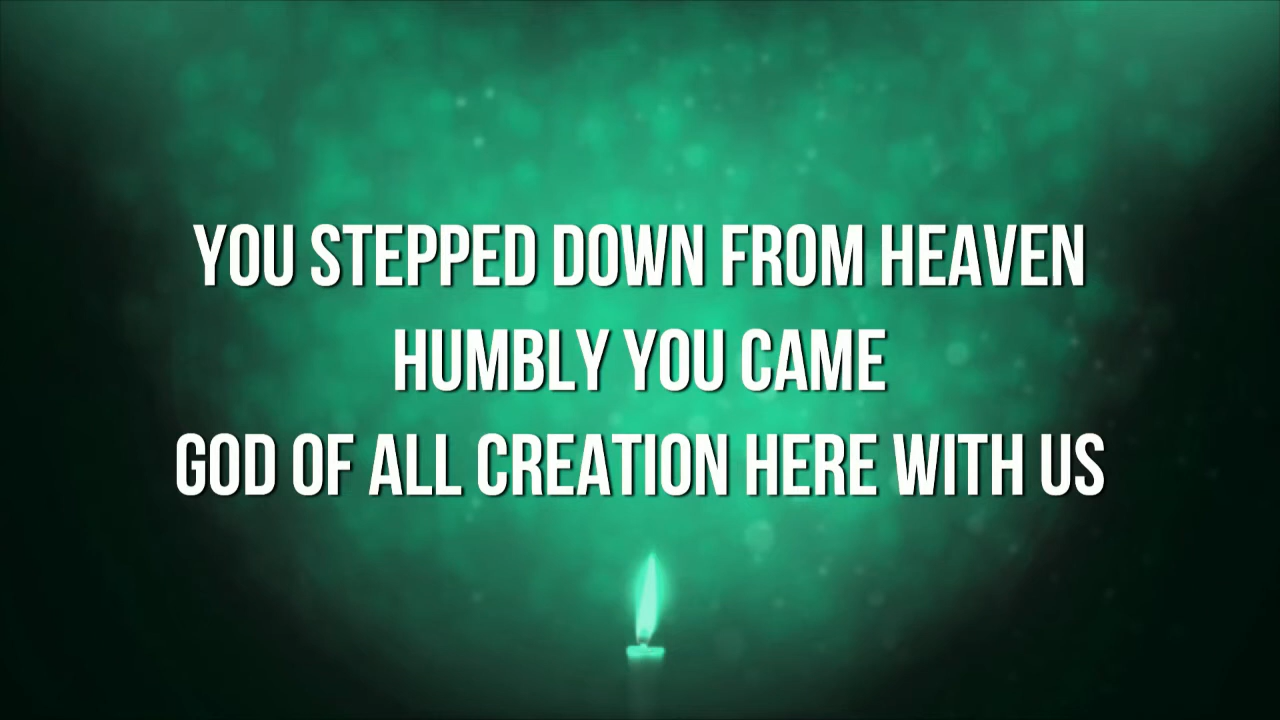 YOU STEPPED DOWN FROM HEAVEN
HUMBLY YOU CAME
GOD OF ALL CREATION HERE WITH US